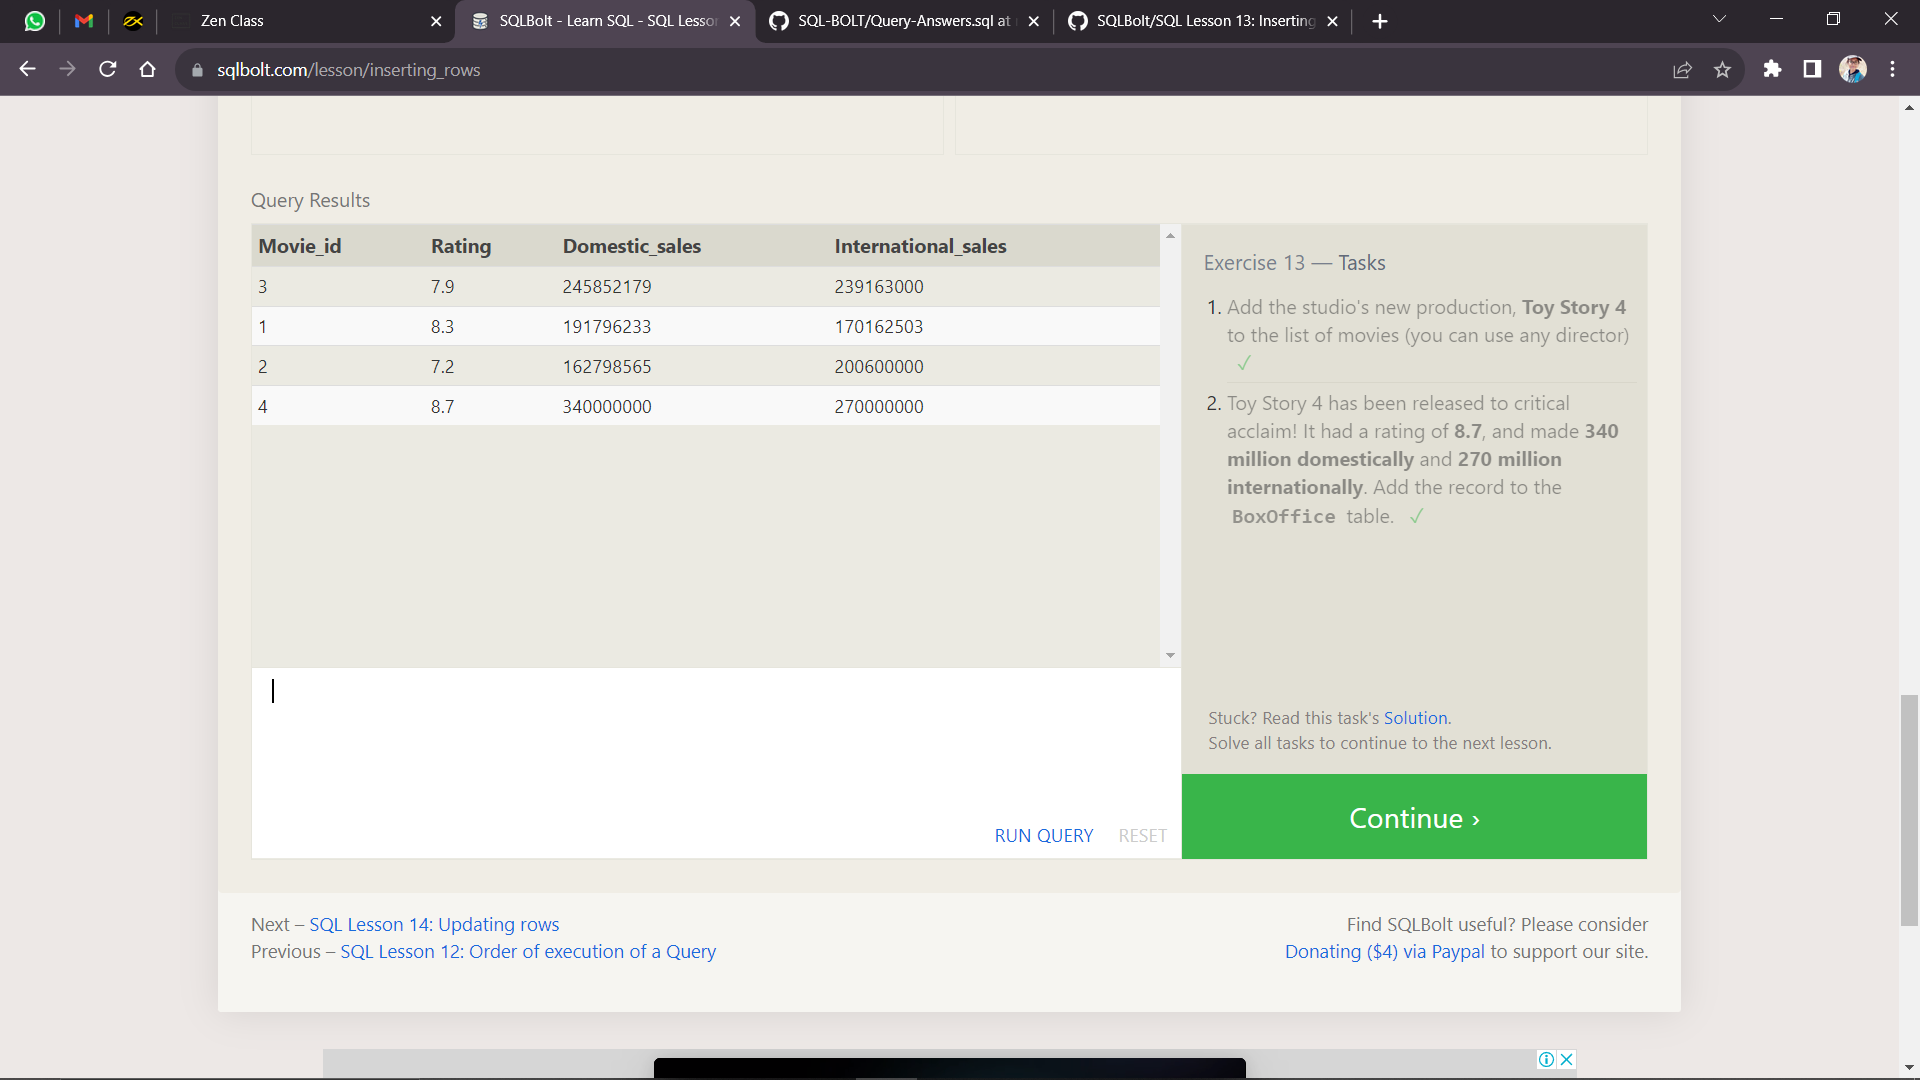 Zen Class
SQLBolt - Learn SQL - SQL Lesson
SQL-BOLT/Query-Answers.sql at
SQLBolt/SQL Lesson 13: Inserting
sqlbolt.com/lesson/inserting_rows
Query Results
Movie_id Rating Domestic_sales International_sales
3 7.9 245852179 239163000
1 8.3 191796233 170162503
2 7.2 162798565 200600000
4 8.7 340000000 270000000
Exercise 13 — Tasks
1. Add the studio's new production, Toy Story 4
to the list of movies (you can use any director)
✓
2. Toy Story 4 has been released to critical
acclaim! It had a rating of 8.7, and made 340
million domestically and 270 million
internationally. Add the record to the
BoxOffice table. ✓
Stuck? Read this task's Solution.
Solve all tasks to continue to the next lesson.
RUN QUERY RESET
Continue ›
Next – SQL Lesson 14: Updating rows
Previous – SQL Lesson 12: Order of execution of a Query
Find SQLBolt useful? Please consider
Donating ($4) via Paypal to support our site.